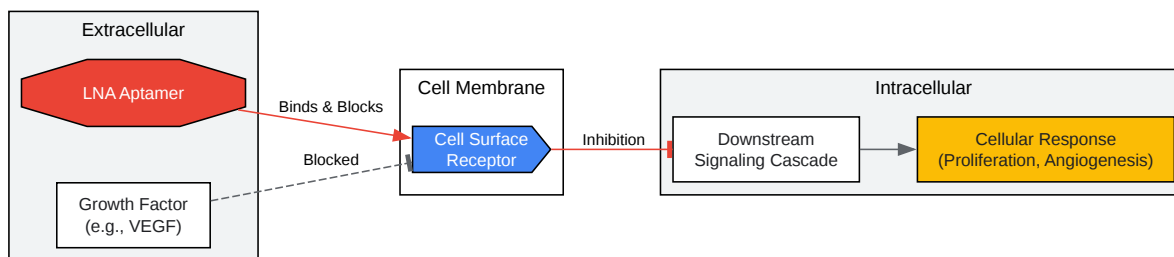 Extracellular
LNA Aptamer
Growth Factor
(e.g., VEGF)
Binds & Blocks
Blocked
Cell Membrane
Cell Surface
Receptor
Inhibition
Intracellular
Downstream
Signaling Cascade
Cellular Response
(Proliferation, Angiogenesis)